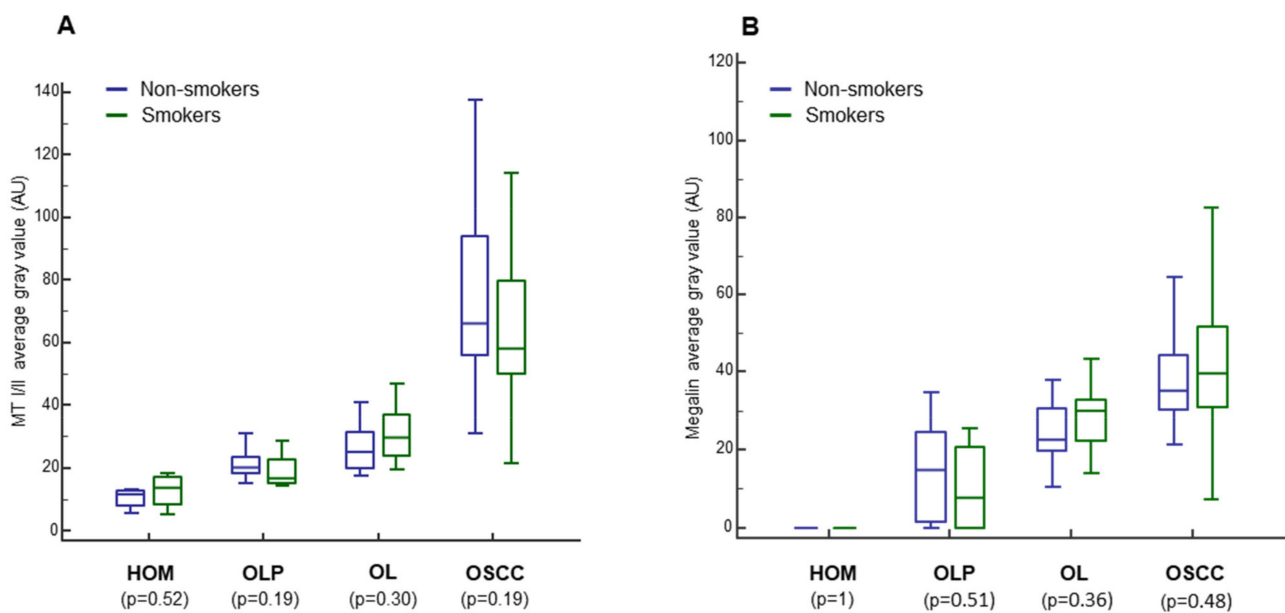 A
Non-smokers
Smokers
MT I/II average gray value (AU)
140
120
100
80
60
40
20
0
HOM OLP OL OSCC
(p=0.52) (p=0.19) (p=0.30) (p=0.19)
B
Non-smokers
Smokers
Megalin average gray value (AU)
120
100
80
60
40
20
0
HOM OLP OL OSCC
(p=1) (p=0.51) (p=0.36) (p=0.48)